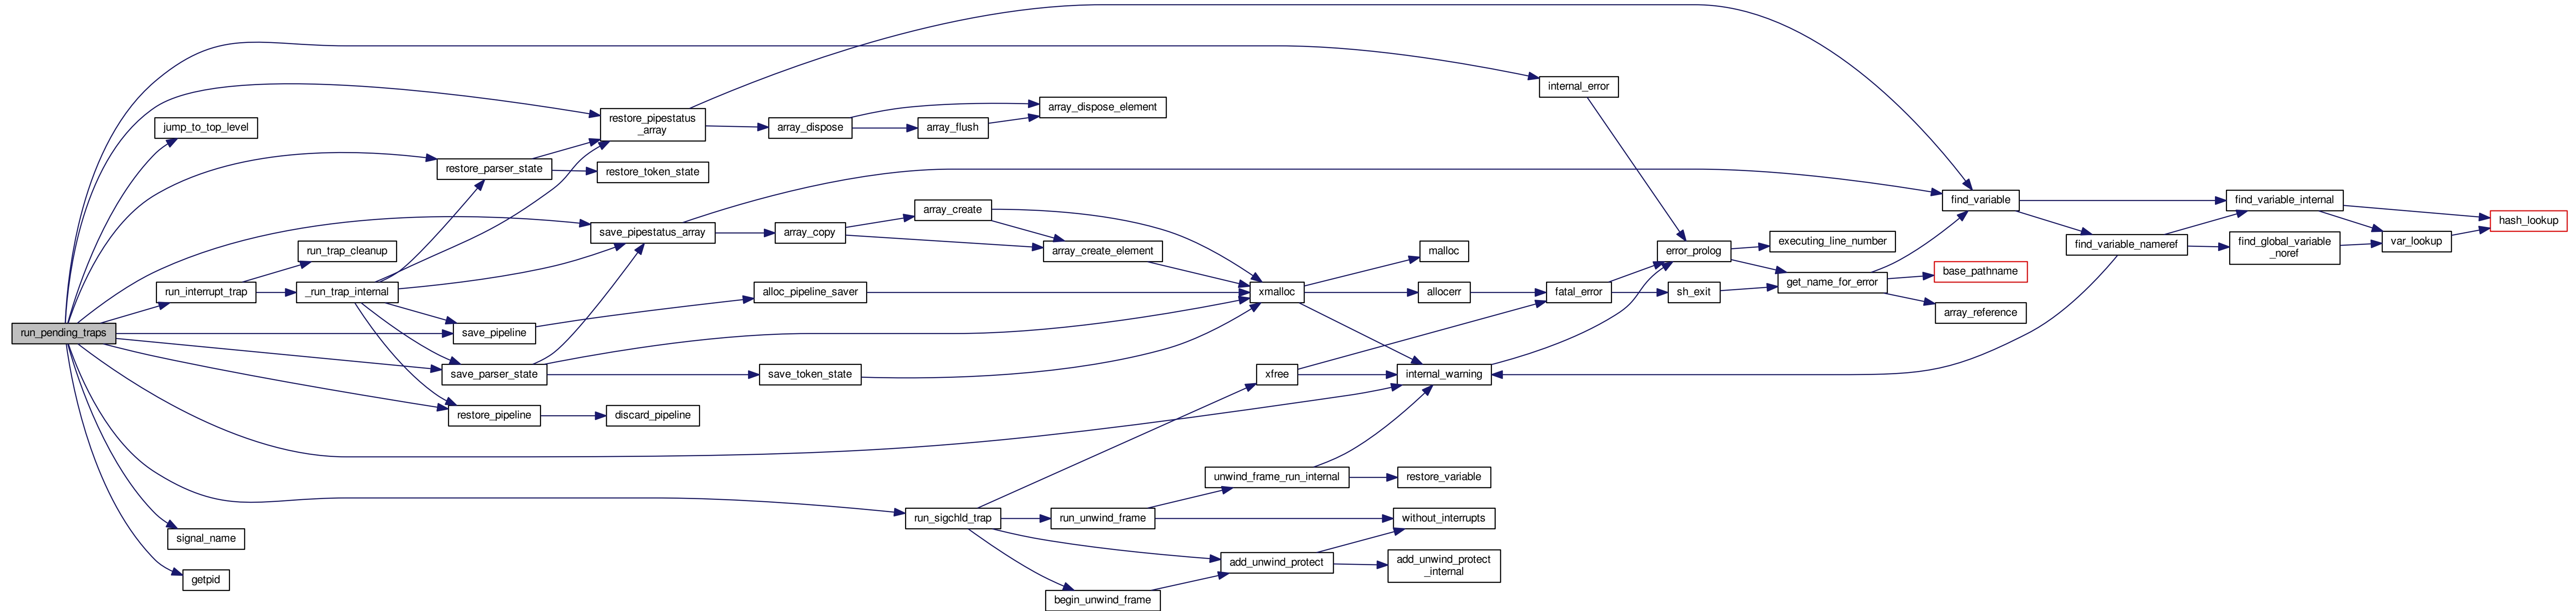 run_pending_traps
jump_to_top_level
run_interrupt_trap
signal_name
getpid
run_trap_cleanup
_run_trap_internal
restore_parser_state
save_pipeline
save_parser_state
restore_pipeline
restore_pipestatus
_array
restore_token_state
save_pipestatus_array
discard_pipeline
array_dispose
array_copy
alloc_pipeline_saver
save_token_state
array_flush
array_create
run_sigchld_trap
array_dispose_element
array_create_element
run_unwind_frame
begin_unwind_frame
xmalloc
xfree
unwind_frame_run_internal
add_unwind_protect
malloc
allocerr
internal_warning
restore_variable
without_interrupts
add_unwind_protect
_internal
internal_error
fatal_error
error_prolog
sh_exit
executing_line_number
get_name_for_error
find_variable
base_pathname
array_reference
find_variable_nameref
find_variable_internal
find_global_variable
_noref
var_lookup
hash_lookup